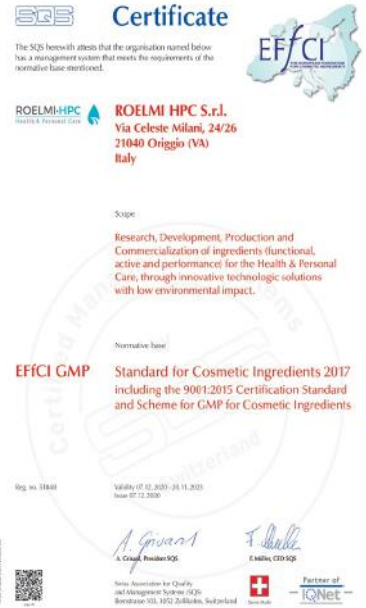 SQS
Certificate
The SQS herewith attests that the organisation named below
has a management system that meets the requirements of the
normative base mentioned.
EFfCI
ROELMI-HPC
Health & Personal Care
ROELMI HPC S.r.l.
Via Celeste Milani, 24/26
21040 Origgio (VA)
Italy
Scope
Research, Development, Production and
Commercialization of ingredients (functional,
active and performance) for the Health & Personal
Care, through innovative technologic solutions
with low environmental impact.
Normative base
EFfCI GMP
Standard for Cosmetic Ingredients 2017
including the 9001:2015 Certification Standard
and Scheme for GMP for Cosmetic Ingredients
Reg. no.
Validity 07. 12. 2020
Issue 07. 12. 2020
A. Grisard, President SQS
F. Müller, CEO SQS
Swiss Association for Quality
and Management Systems (SQS)
Bernstrasse 103, 3052 Zollikofen, Switzerland
Swiss Made
Partner of
IQNet